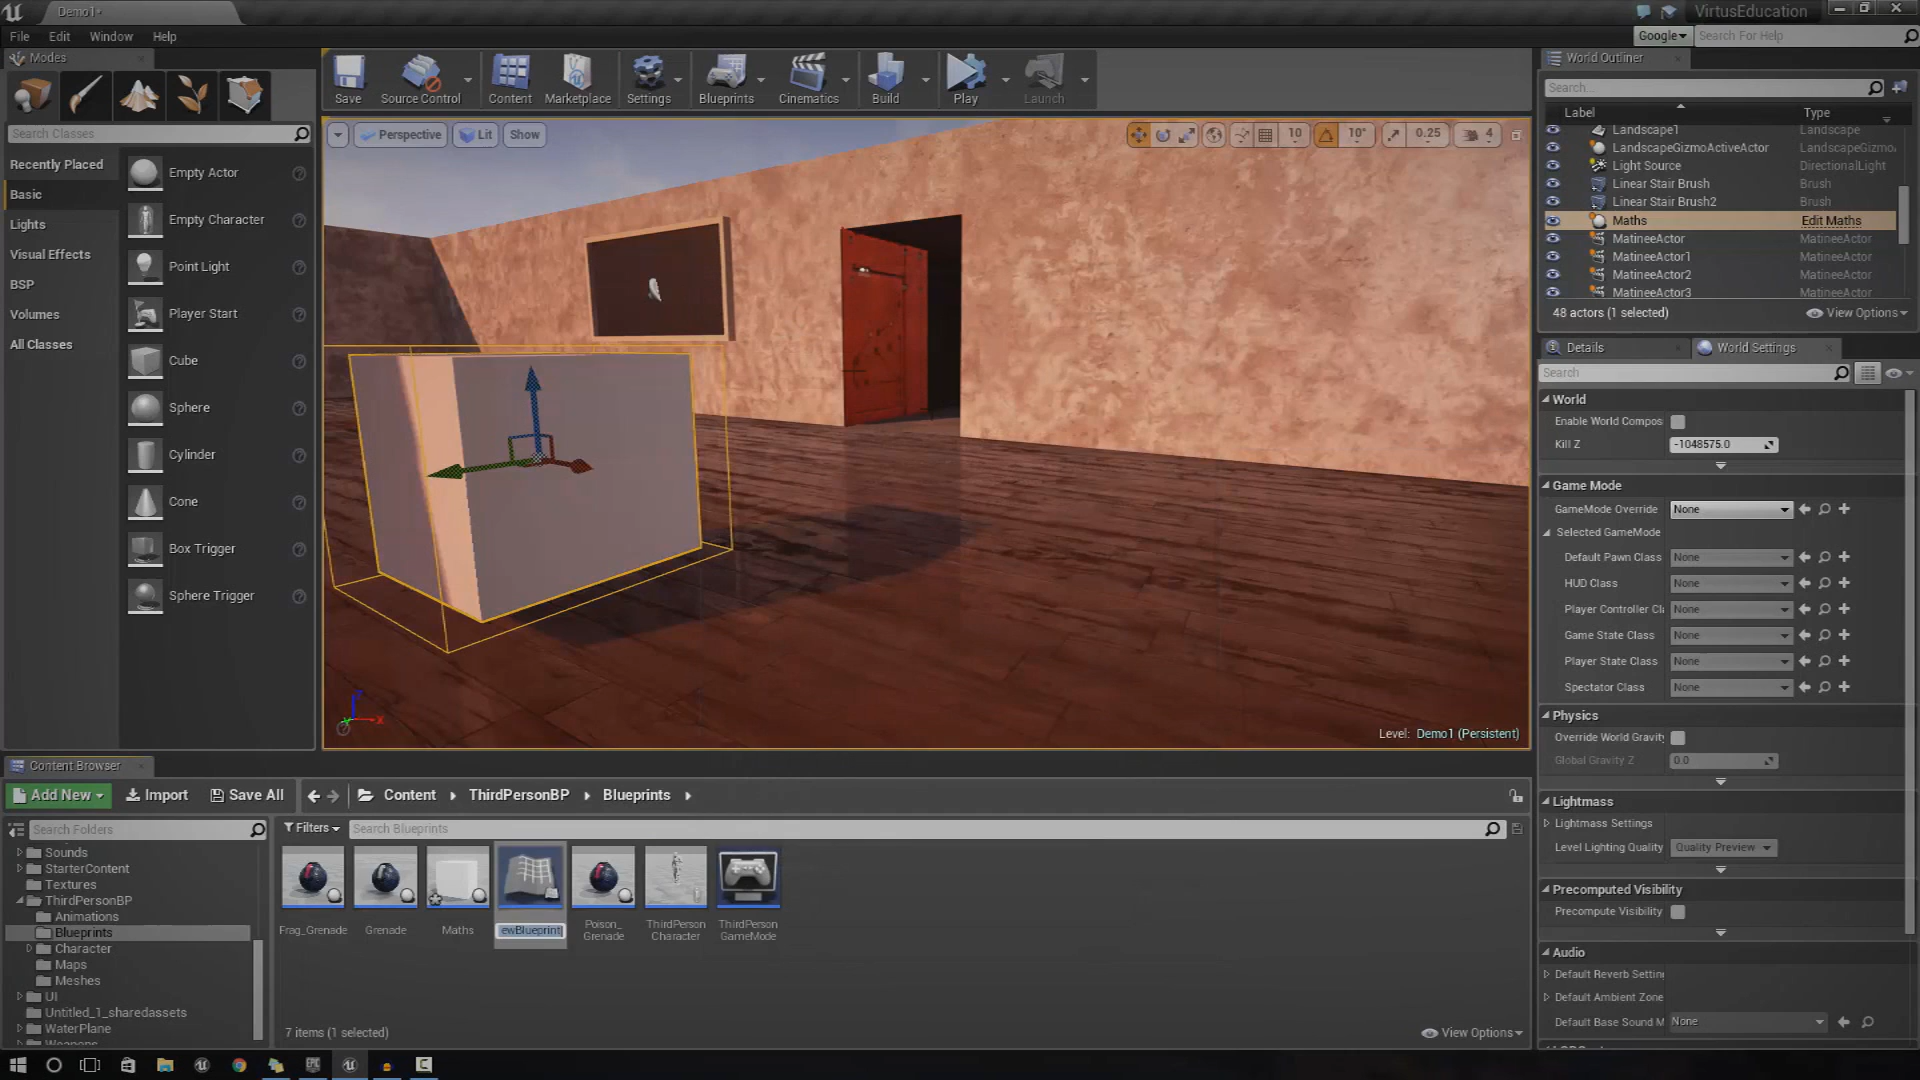 Demo1*
VirtusEducation
File Edit Window Help
Google Search For Help
Modes
Search Classes
Recently Placed
Basic
Lights
Visual Effects
BSP
Volumes
All Classes
Empty Actor
Empty Character
Point Light
Player Start
Cube
Sphere
Cylinder
Cone
Box Trigger
Sphere Trigger
Save Source Control Content Marketplace Settings Blueprints Cinematics Build Play Launch
Perspective Lit Show
10 10° 0.25 4
Level: Demo1 (Persistent)
World Outliner
Search...
Label Type
Landscape1 Landscape
LandscapeGizmoActiveActor LandscapeGizmo
Light Source DirectionalLight
Linear Stair Brush Brush
Linear Stair Brush2 Brush
Maths Edit Maths
MatineeActor MatineeActor
MatineeActor1 MatineeActor
MatineeActor2 MatineeActor
MatineeActor3 MatineeActor
48 actors (1 selected) View Options
Details World Settings
Search
World
Enable World Compos
Kill Z -1048575.0
Game Mode
GameMode Override None
Selected GameMode
Default Pawn Class None
HUD Class None
Player Controller Cl None
Game State Class None
Player State Class None
Spectator Class None
Physics
Override World Gravit
Global Gravity Z 0.0
Lightmass
Lightmass Settings
Level Lighting Quality Quality Preview
Precomputed Visibility
Precompute Visibility
Audio
Default Reverb Settin
Default Ambient Zone
Default Base Sound M None
Content Browser
Add New Import Save All Content ThirdPersonBP Blueprints
Search Folders
Filters Search Blueprints
Sounds
StarterContent
Textures
ThirdPersonBP
Animations
Blueprints
Character
Maps
Meshes
UI
Untitled_1_sharedassets
WaterPlane
Frag_Grenade
Grenade
Maths
ewBlueprint
Poison_
Grenade
ThirdPerson
Character
ThirdPerson
GameMode
7 items (1 selected) View Options